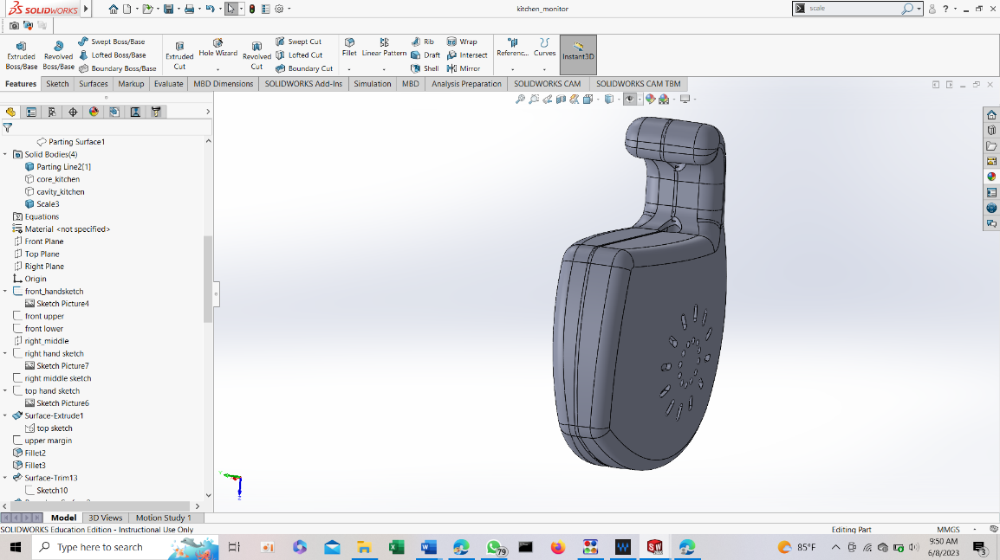 SOLIDWORKS
kitchen_monitor
scale
Extruded Boss/Base
Revolved Boss/Base
Swept Boss/Base
Lofted Boss/Base
Boundary Boss/Base
Extruded Cut
Hole Wizard
Revolved Cut
Swept Cut
Lofted Cut
Boundary Cut
Fillet
Linear Pattern
Rib
Draft
Shell
Wrap
Intersect
Mirror
Referenc...
Curves
Instant3D
Features
Sketch
Surfaces
Markup
Evaluate
MBD Dimensions
SOLIDWORKS Add-Ins
Simulation
MBD
Analysis Preparation
SOLIDWORKS CAM
SOLIDWORKS CAM TBM
Parting Surface1
Solid Bodies(4)
Parting Line2[1]
core_kitchen
cavity_kitchen
Scale3
Equations
Material <not specified>
Front Plane
Top Plane
Right Plane
Origin
front_handsketch
Sketch Picture4
front upper
front lower
right_middle
right hand sketch
Sketch Picture7
right middle sketch
top hand sketch
Sketch Picture6
Surface-Extrude1
top sketch
upper margin
Fillet2
Fillet3
Surface-Trim13
Sketch10
Y
Z
Model
3D Views
Motion Study 1
SOLIDWORKS Education Edition - Instructional Use Only
Editing Part
MMGS
Type here to search
79
85°F
9:50 AM
6/8/2023
3